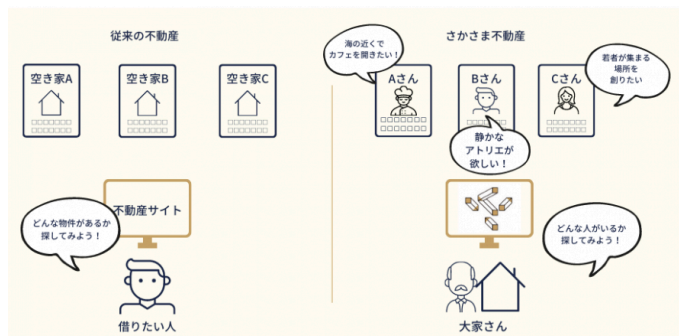 従来の不動産
空き家A
空き家B
空き家C
不動産サイト
どんな物件があるか
探してみよう！
借りたい人
さかさま不動産
海の近くで
カフェを開きたい！
Aさん
Bさん
Cさん
若者が集まる
場所を
創りたい
静かな
アトリエが
欲しい！
どんな人がいるか
探してみよう！
大家さん